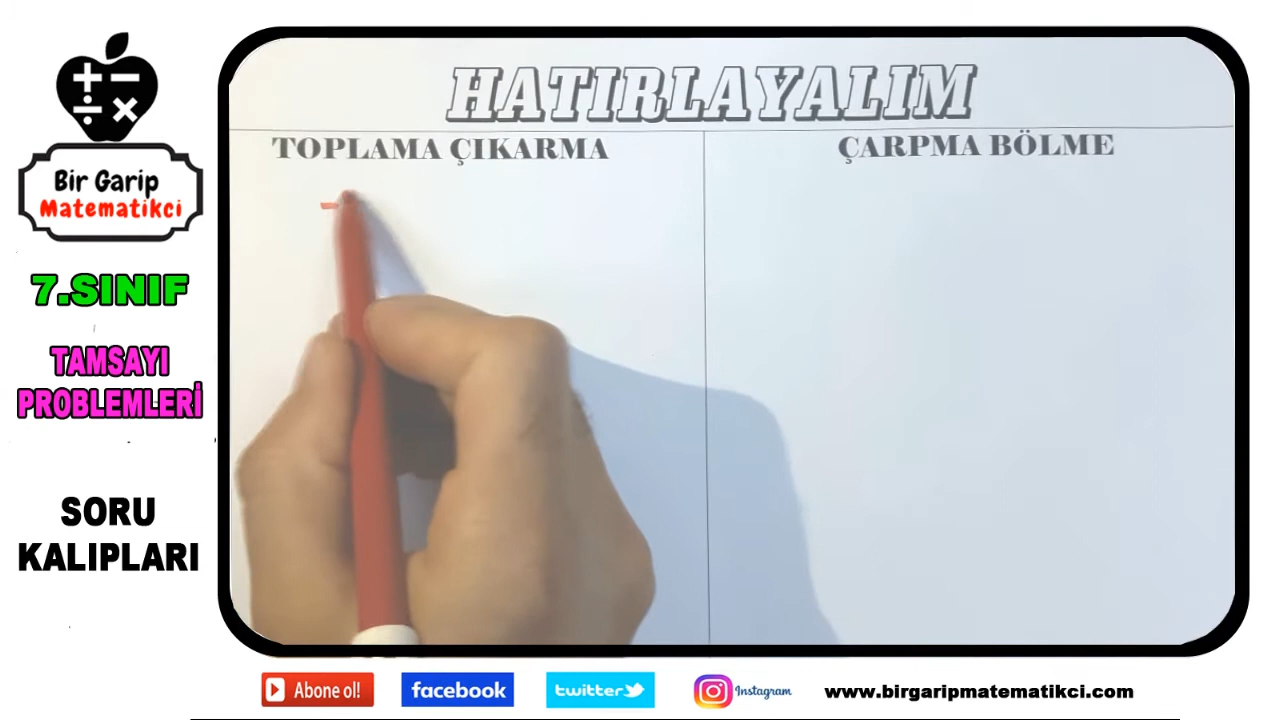 HATIRLAYALIM
TOPLAMA ÇIKARMA
ÇARPMA BÖLME
-
Bir Garip
Matematikci
7.SINIF
TAMSAYI
PROBLEMLERİ
SORU
KALIPLARI
Abone ol!
facebook
twitter
Instagram
www.birgaripmatematikci.com